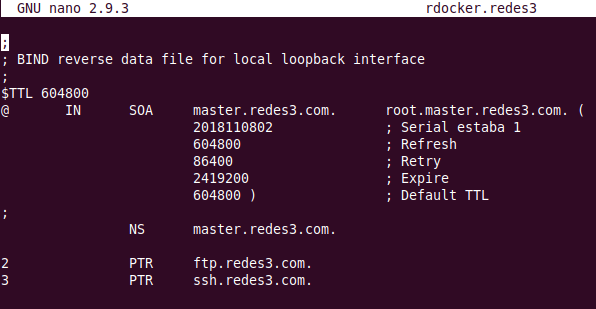 GNU nano 2.9.3 rdocker.redes3
;
; BIND reverse data file for local loopback interface
;
$TTL 604800
@ IN SOA master.redes3.com. root.master.redes3.com. (
2018110802 ; Serial estaba 1
604800 ; Refresh
86400 ; Retry
2419200 ; Expire
604800 ) ; Default TTL
;
NS master.redes3.com.
2 PTR ftp.redes3.com.
3 PTR ssh.redes3.com.